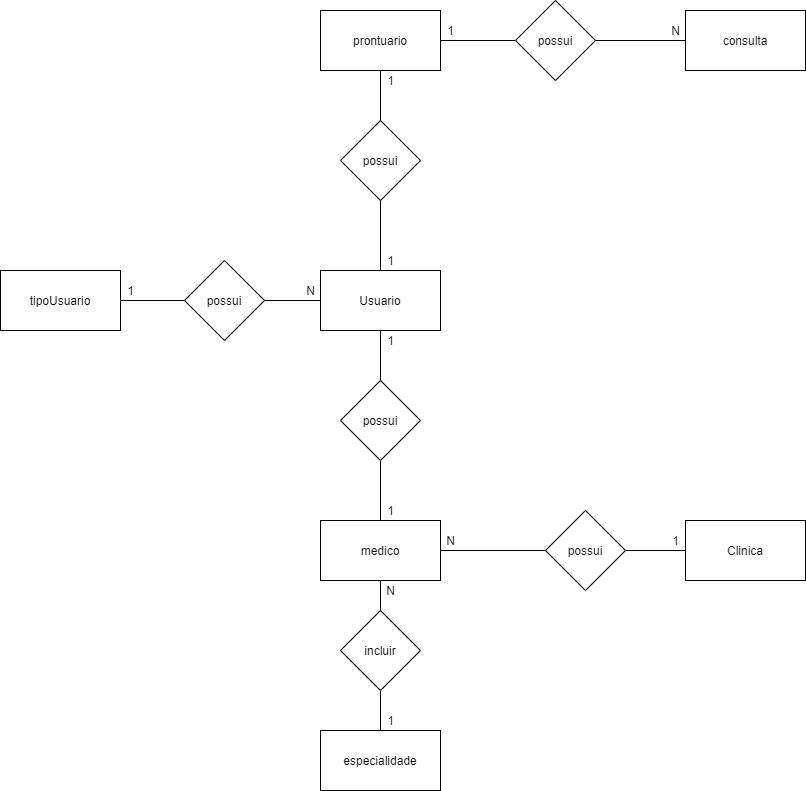 prontuario
1
possui
N
consulta
1
possui
1
tipoUsuario
1
possui
N
Usuario
1
possui
1
medico
N
possui
1
Clinica
N
incluir
1
especialidade